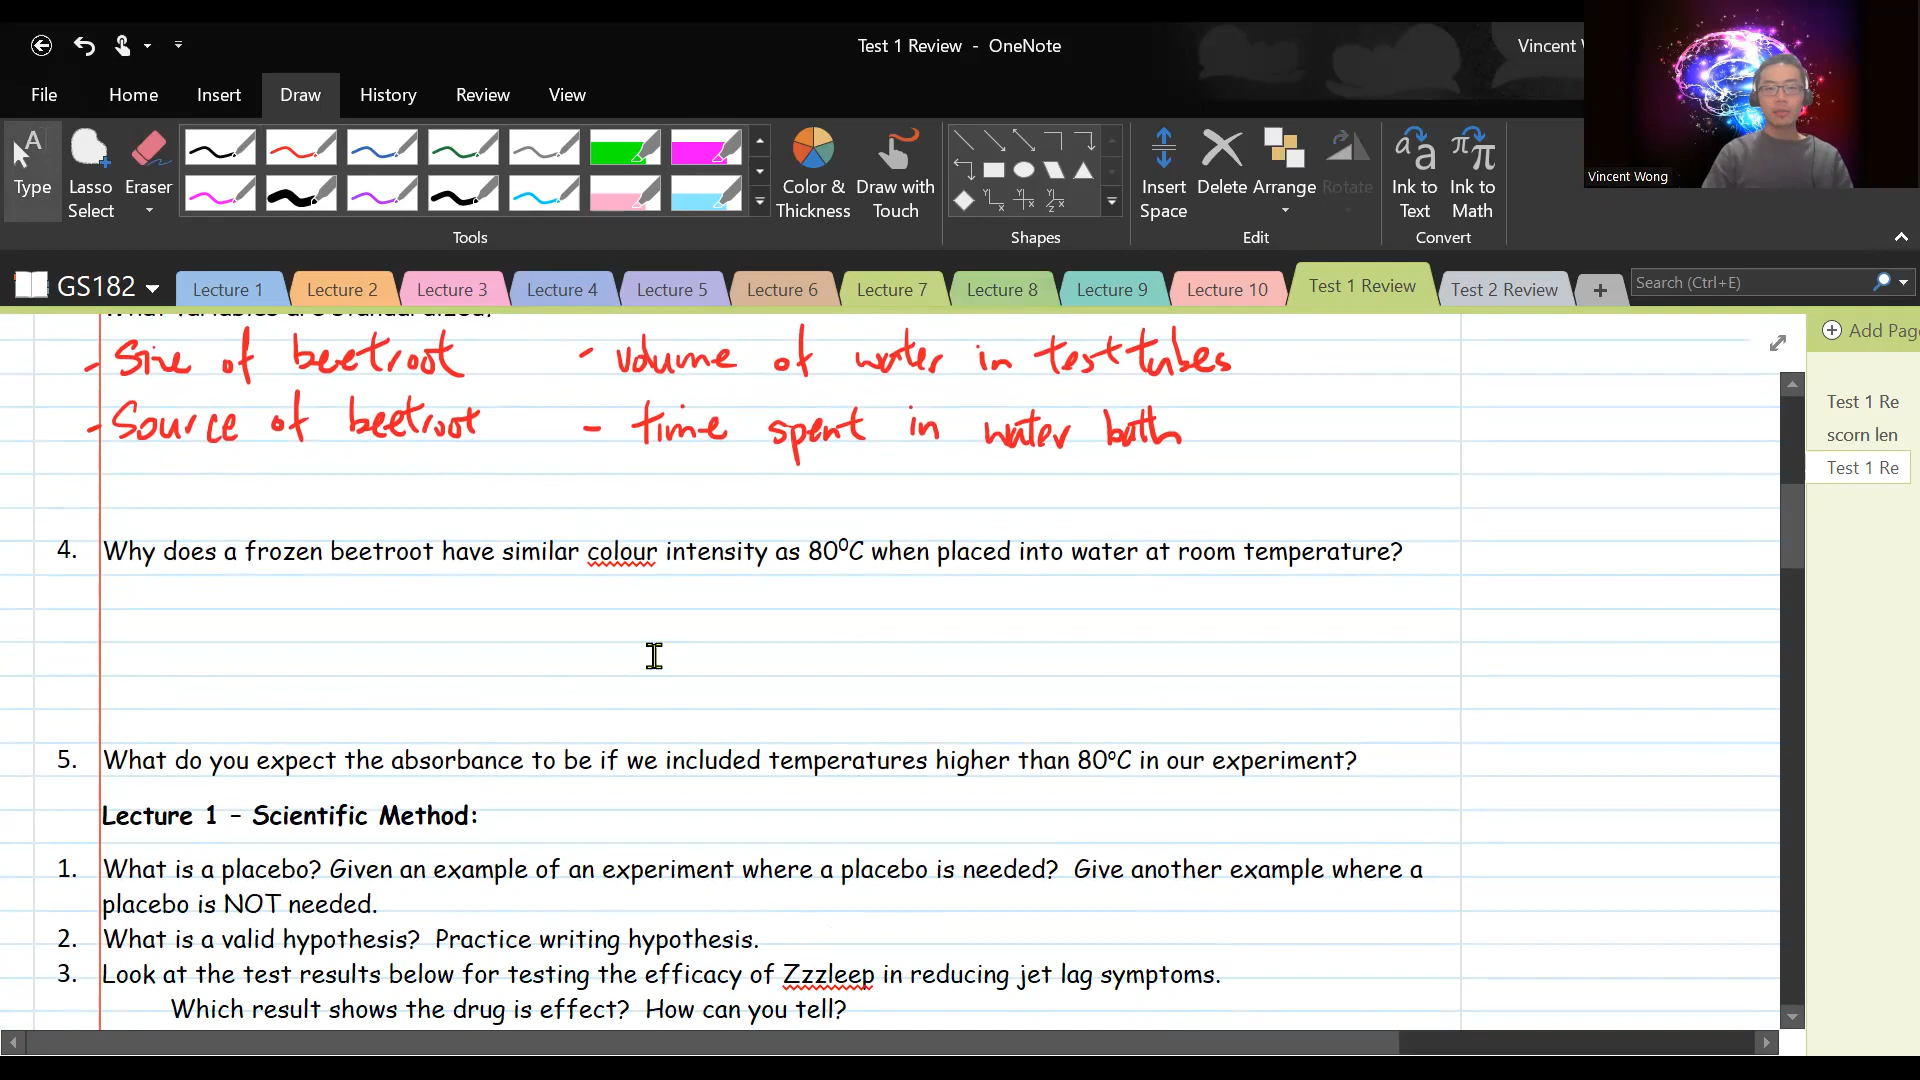 Test 1 Review - OneNote
Vincent W
File Home Insert Draw History Review View
Type
Lasso Select
Eraser
Color & Thickness
Draw with Touch
Insert Space
Delete
Arrange
Rotate
Ink to Text
Ink to Math
Vincent Wong
Tools Shapes Edit Convert
GS182 Lecture 1 Lecture 2 Lecture 3 Lecture 4 Lecture 5 Lecture 6 Lecture 7 Lecture 8 Lecture 9 Lecture 10 Test 1 Review Test 2 Review Search (Ctrl+E)
Add Pag
Test 1 Re
scorn len
Test 1 Re
- Size of beetroot - volume of water in test tubes
- Source of beetroot - time spent in water bath
4. Why does a frozen beetroot have similar colour intensity as 80⁰C when placed into water at room temperature?
5. What do you expect the absorbance to be if we included temperatures higher than 80ºC in our experiment?
Lecture 1 – Scientific Method:
1. What is a placebo? Given an example of an experiment where a placebo is needed? Give another example where a
placebo is NOT needed.
2. What is a valid hypothesis? Practice writing hypothesis.
3. Look at the test results below for testing the efficacy of Zzzleep in reducing jet lag symptoms.
Which result shows the drug is effect? How can you tell?